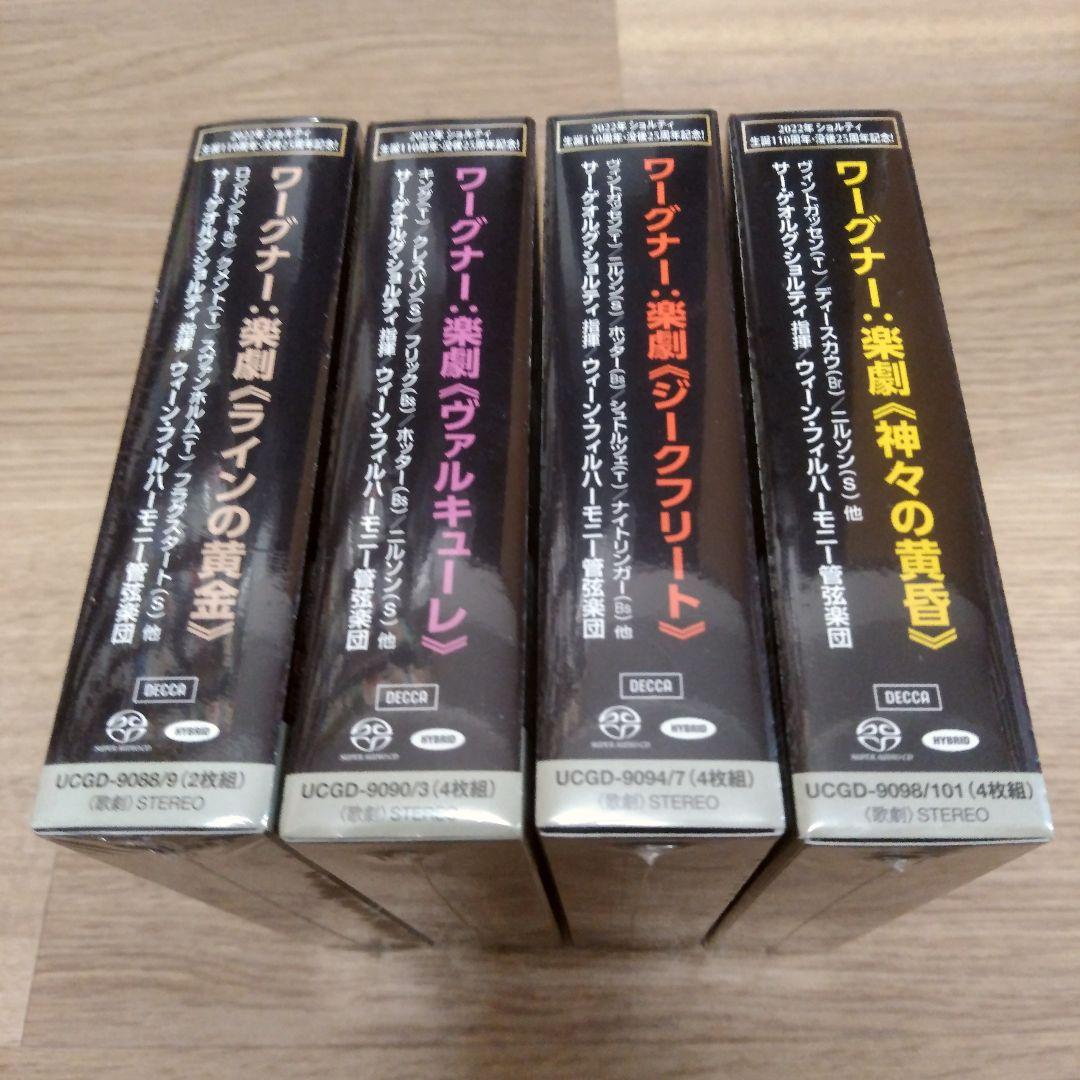 2022年 ショルティ
生誕110周年・没後25周年記念!
ワーグナー:楽劇《ラインの黄金》
ロンドン(B=Br) クメント(T) スヴァンホルム(T)／フラグスタート(S)他
サー・ゲオルグ・ショルティ 指揮／ウィーン・フィルハーモニー管弦楽団
DECCA
SUPER AUDIO CD
HYBRID
UCGD-9088/9(2枚組)
〈歌劇〉STEREO
2022年 ショルティ
生誕110周年・没後25周年記念!
ワーグナー:楽劇《ヴァルキューレ》
キング(T)／クレスパン(S)／フリック(Bs)／ホッター(Bs)／ニルソン(S)他
サー・ゲオルグ・ショルティ 指揮 ウィーン・フィルハーモニー管弦楽団
DECCA
SUPER AUDIO CD
HYBRID
UCGD-9090/3(4枚組)
〈歌劇〉STEREO
2022年 ショルティ
生誕110周年・没後25周年記念!
ワーグナー:楽劇《ジークフリート》
ヴィントガッセン(T)／ニルソン(S)／ホッター(Bs)／シュトルツェ(T)／ナイトリンガー(Bs)他
サー・ゲオルグ・ショルティ 指揮／ウィーン・フィルハーモニー管弦楽団
DECCA
SUPER AUDIO CD
HYBRID
UCGD-9094/7(4枚組)
〈歌劇〉STEREO
2022年 ショルティ
生誕110周年・没後25周年記念!
ワーグナー:楽劇《神々の黄昏》
ヴィントガッセン(T)／ディースカウ(Br)／ニルソン(S)他
サー・ゲオルグ・ショルティ 指揮／ウィーン・フィルハーモニー管弦楽団
DECCA
SUPER AUDIO CD
HYBRID
UCGD-9098/101(4枚組)
〈歌劇〉STEREO